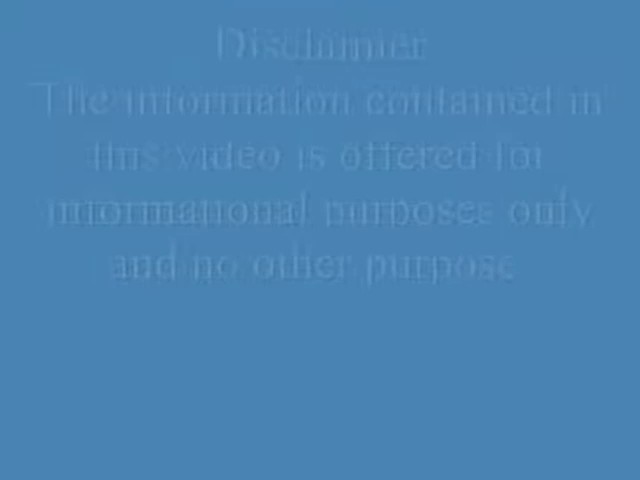 Disclaimer
The information contained in
this video is offered for
informational purposes only
and no other purpose